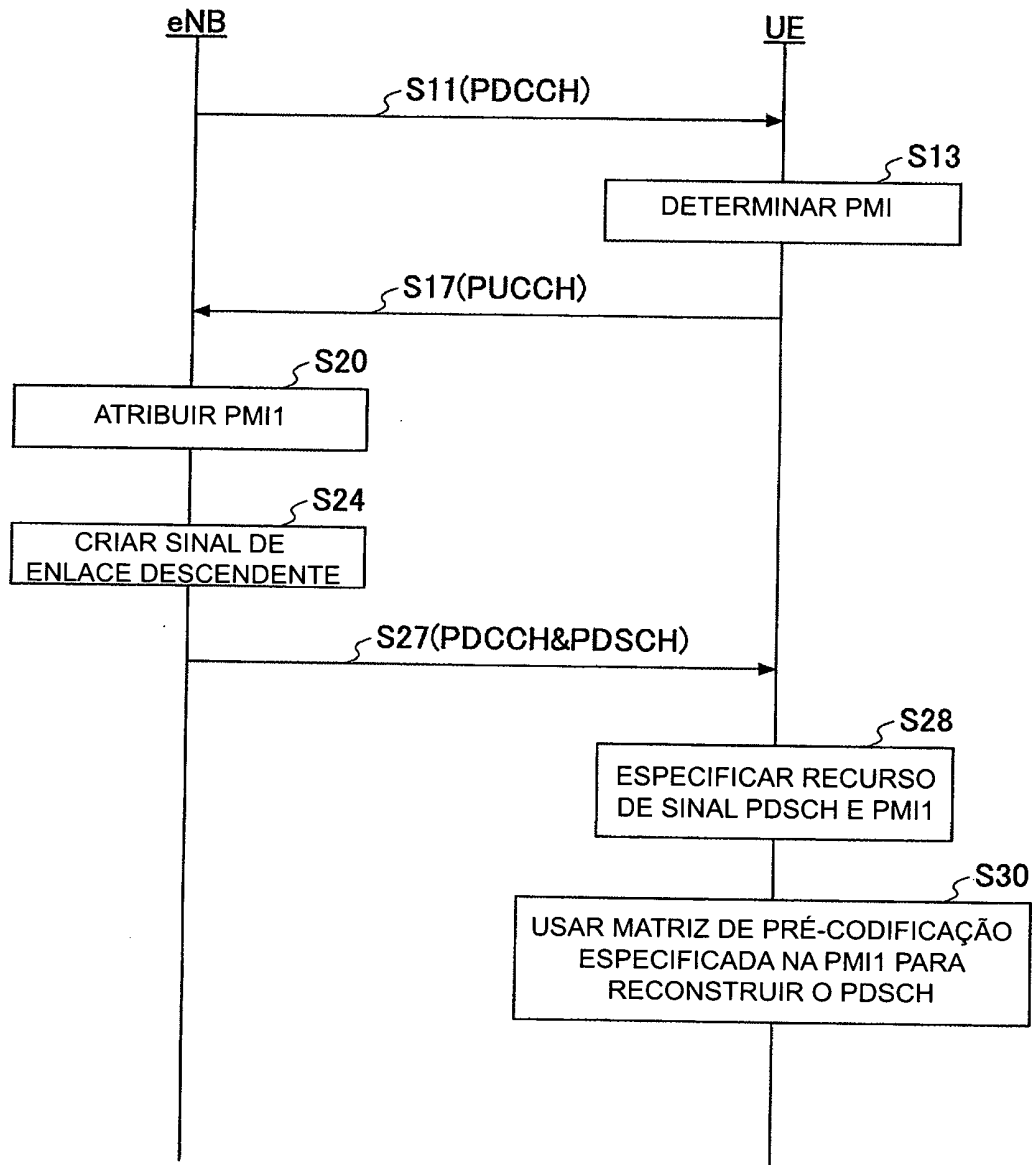 eNB
UE
S11(PDCCH)
S13
DETERMINAR PMI
S17(PUCCH)
S20
ATRIBUIR PMI1
S24
CRIAR SINAL DE
ENLACE DESCENDENTE
S27(PDCCH&PDSCH)
S28
ESPECIFICAR RECURSO
DE SINAL PDSCH E PMI1
S30
USAR MATRIZ DE PRÉ-CODIFICAÇÃO
ESPECIFICADA NA PMI1 PARA
RECONSTRUIR O PDSCH